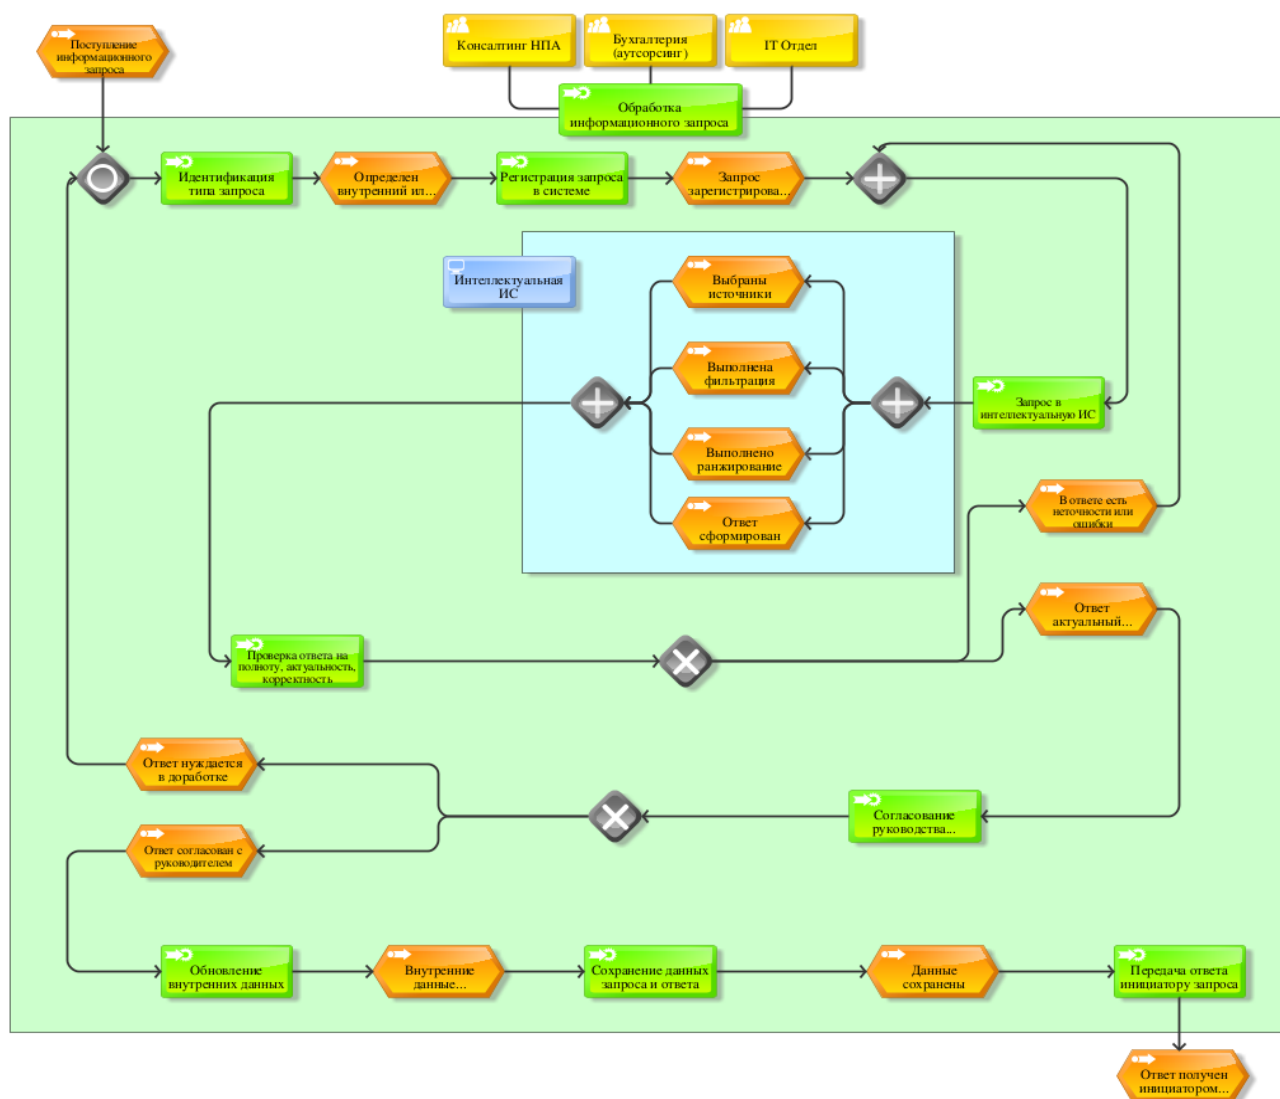 Поступление
информационного
запроса
Консалтинг НПА
Бухгалтерия
(аутсорсинг)
IT Отдел
Обработка
информационного запроса
Идентификация
типа запроса
Определен
внутренний ил...
Регистрация запроса
в системе
Запрос
зарегистрирова...
Интеллектуальная
ИС
Выбраны
источники
Выполнена
фильтрация
Выполнено
ранжирование
Ответ
сформирован
Запрос в
интеллектуальную ИС
В ответе есть
неточности или
ошибки
Ответ
актуальный...
Проверка ответа на
полноту, актуальность,
корректность
Ответ нуждается
в доработке
Согласование
руководства...
Ответ согласован с
руководителем
Обновление
внутренних данных
Внутренние
данные...
Сохранение данных
запроса и ответа
Данные
сохранены
Передача ответа
инициатору запроса
Ответ получен
инициатором...